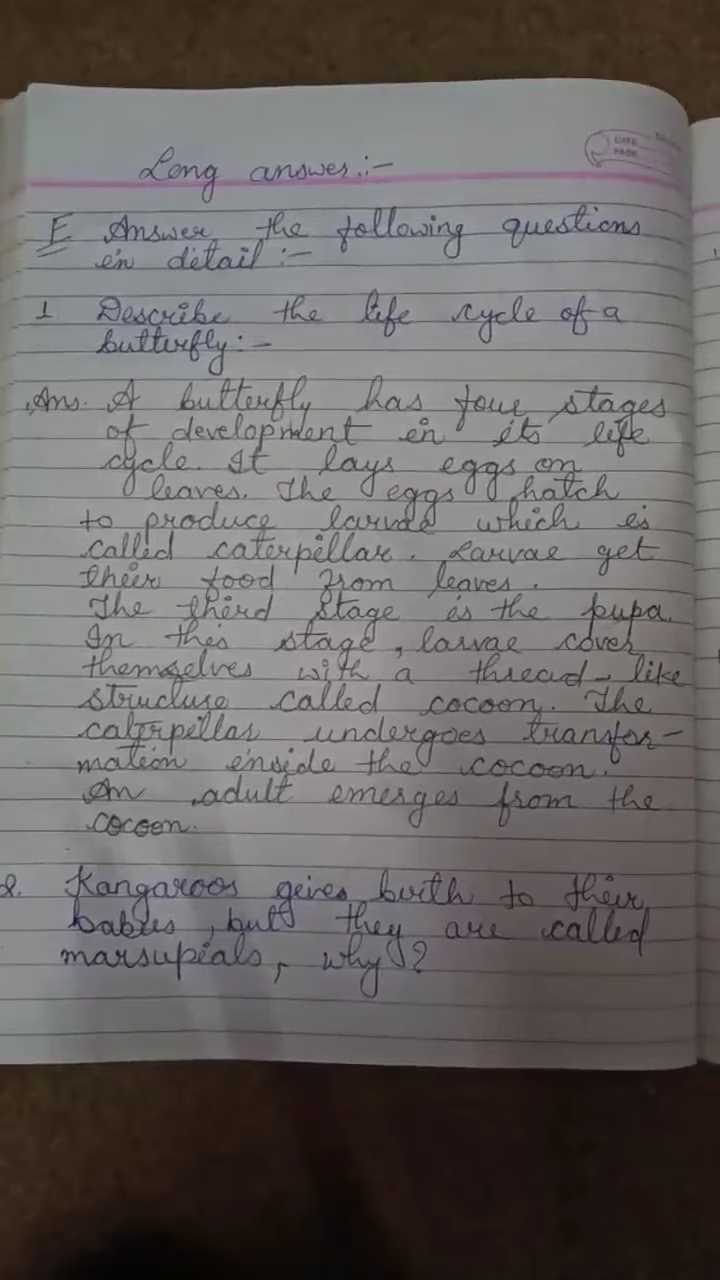 DATE
PAGE
Long answer:-
E Answer the following questions
in detail :-
1 Describe the life cycle of a
butterfly:-
Ans. A butterfly has four stages
of development in its life
cycle. It lays eggs on
leaves. The eggs hatch
to produce larvae which is
called caterpillar. Larvae get
their food from leaves.
The third stage is the pupa.
In this stage, larvae cover
themselves with a thread-like
structure called cocoon. The
caterpillar undergoes transfor-
mation inside the cocoon.
An adult emerges from the
cocoon.
2. Kangaroos gives birth to their
babies, but they are called
marsupials, why?